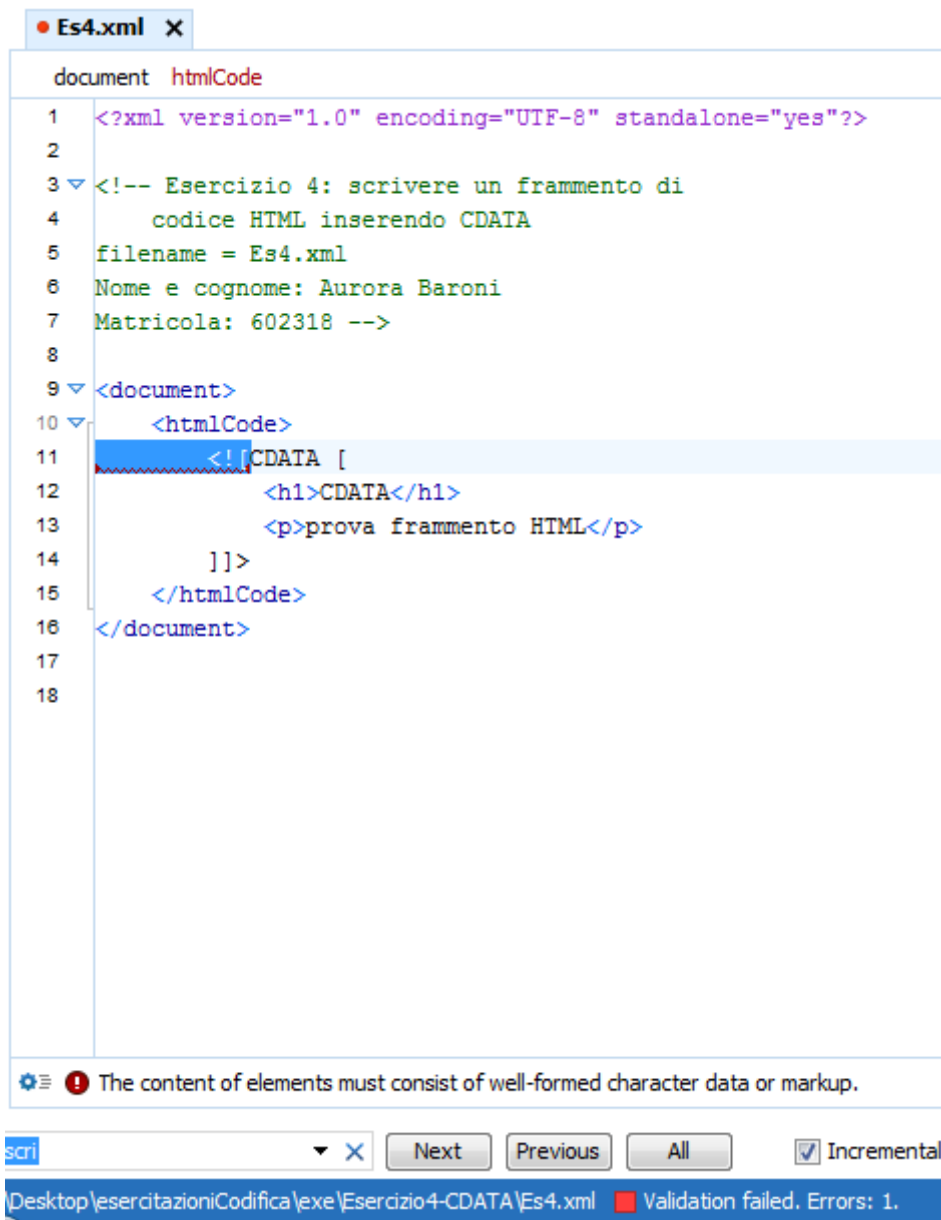 Es4.xml X
document htmlCode
1 <?xml version="1.0" encoding="UTF-8" standalone="yes"?>
2
3 <!-- Esercizio 4: scrivere un frammento di
4 codice HTML inserendo CDATA
5 filename = Es4.xml
6 Nome e cognome: Aurora Baroni
7 Matricola: 602318 -->
8
9 <document>
10 <htmlCode>
11 <![CDATA [
12 <h1>CDATA</h1>
13 <p>prova frammento HTML</p>
14 ]]>
15 </htmlCode>
16 </document>
17
18
The content of elements must consist of well-formed character data or markup.
scri Next Previous All Incremental
\Desktop\esercitazioniCodifica\exe\Esercizio4-CDATA\Es4.xml Validation failed. Errors: 1.